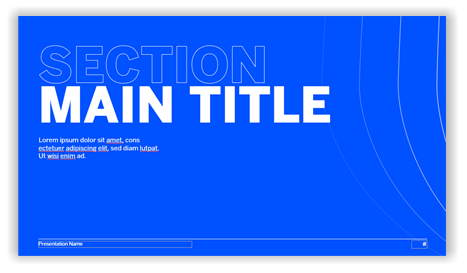 SECTION
MAIN TITLE
Lorem ipsum dolor sit amet, cons
ectetuer adipiscing elit, sed diam lutpat.
Ut wisi enim ad.
Presentation Name
#